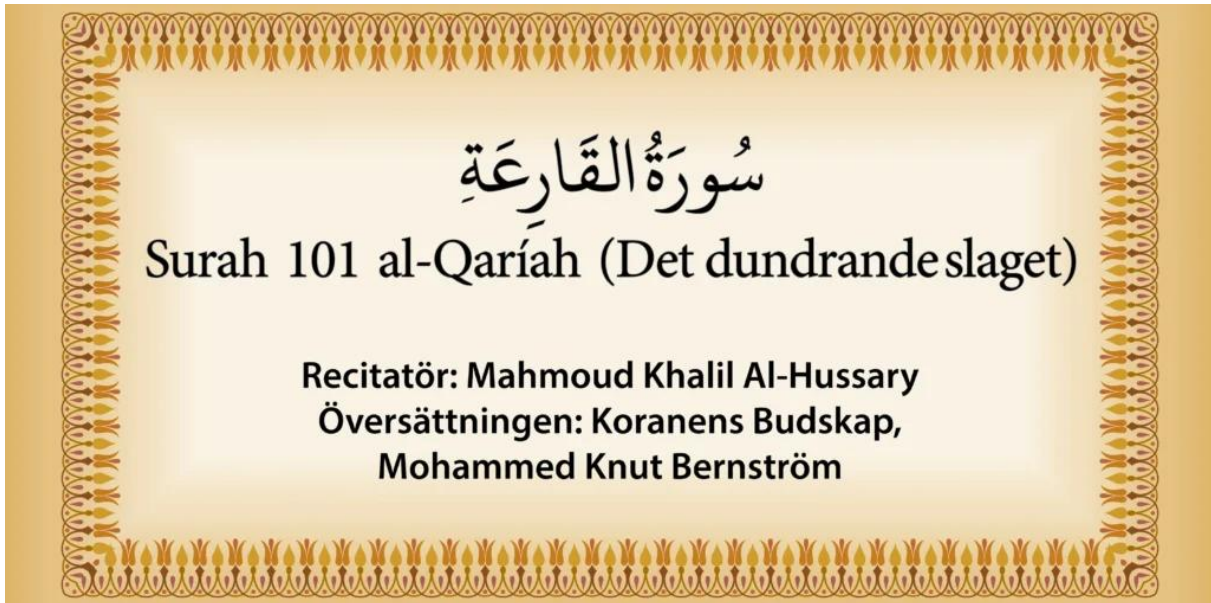 سُورَةُ القَارِعَةِ
Surah 101 al-Qaríah (Det dundrande slaget)
Recitatör: Mahmoud Khalil Al-Hussary
Översättningen: Koranens Budskap,
Mohammed Knut Bernström